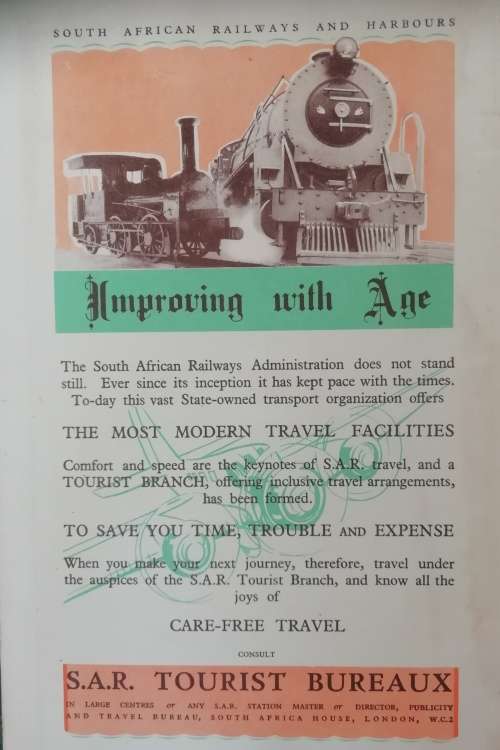 SOUTH AFRICAN RAILWAYS AND HARBOURS
Improving with Age
The South African Railways Administration does not stand
still. Ever since its inception it has kept pace with the times.
To-day this vast State-owned transport organization offers
THE MOST MODERN TRAVEL FACILITIES
Comfort and speed are the keynotes of S.A.R. travel, and a
TOURIST BRANCH, offering inclusive travel arrangements,
has been formed.
TO SAVE YOU TIME, TROUBLE AND EXPENSE
When you make your next journey, therefore, travel under
the auspices of the S.A.R. Tourist Branch, and know all the
joys of
CARE-FREE TRAVEL
CONSULT
S.A.R. TOURIST BUREAUX
IN LARGE CENTRES or ANY S.A.R. STATION MASTER or DIRECTOR, PUBLICITY
AND TRAVEL BUREAU, SOUTH AFRICA HOUSE, LONDON, W.C.2